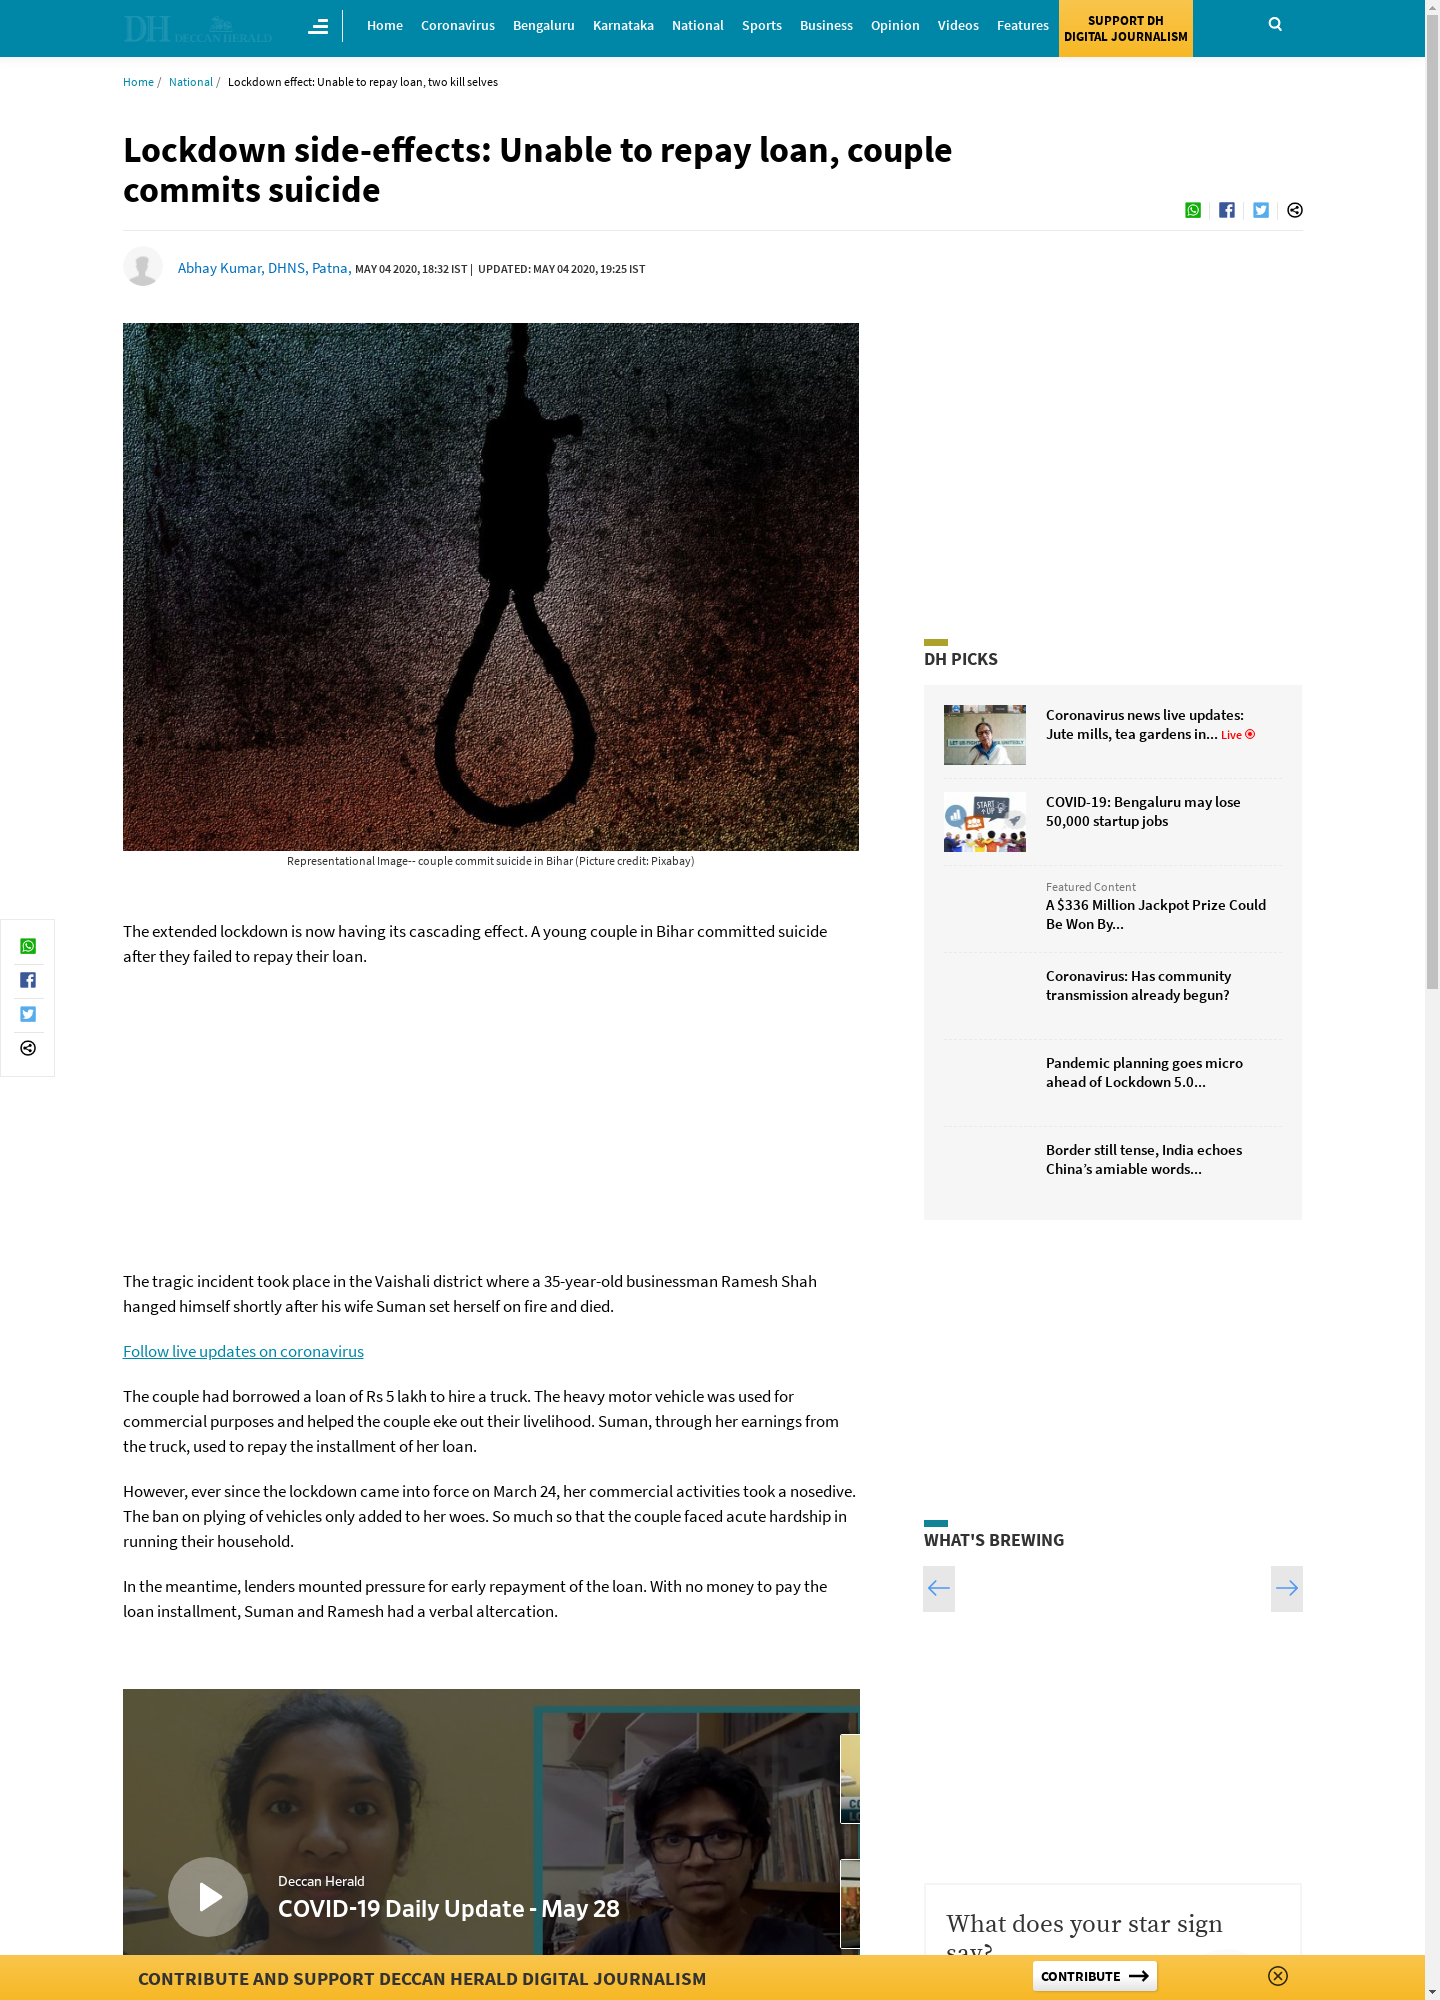 DH DECCAN HERALD
Home Coronavirus Bengaluru Karnataka National Sports Business Opinion Videos Features
SUPPORT DH
DIGITAL JOURNALISM
Home / National / Lockdown effect: Unable to repay loan, two kill selves
Lockdown side-effects: Unable to repay loan, couple
commits suicide
Abhay Kumar, DHNS, Patna, MAY 04 2020, 18:32 IST | UPDATED: MAY 04 2020, 19:25 IST
Representational Image-- couple commit suicide in Bihar (Picture credit: Pixabay)
The extended lockdown is now having its cascading effect. A young couple in Bihar committed suicide
after they failed to repay their loan.
The tragic incident took place in the Vaishali district where a 35-year-old businessman Ramesh Shah
hanged himself shortly after his wife Suman set herself on fire and died.
Follow live updates on coronavirus
The couple had borrowed a loan of Rs 5 lakh to hire a truck. The heavy motor vehicle was used for
commercial purposes and helped the couple eke out their livelihood. Suman, through her earnings from
the truck, used to repay the installment of her loan.
However, ever since the lockdown came into force on March 24, her commercial activities took a nosedive.
The ban on plying of vehicles only added to her woes. So much so that the couple faced acute hardship in
running their household.
In the meantime, lenders mounted pressure for early repayment of the loan. With no money to pay the
loan installment, Suman and Ramesh had a verbal altercation.
Deccan Herald
COVID-19 Daily Update - May 28
DH PICKS
Coronavirus news live updates:
Jute mills, tea gardens in... Live
START
UP
COVID-19: Bengaluru may lose
50,000 startup jobs
Featured Content
A $336 Million Jackpot Prize Could
Be Won By...
Coronavirus: Has community
transmission already begun?
Pandemic planning goes micro
ahead of Lockdown 5.0...
Border still tense, India echoes
China’s amiable words...
WHAT'S BREWING
What does your star sign
say?
CONTRIBUTE AND SUPPORT DECCAN HERALD DIGITAL JOURNALISM
CONTRIBUTE